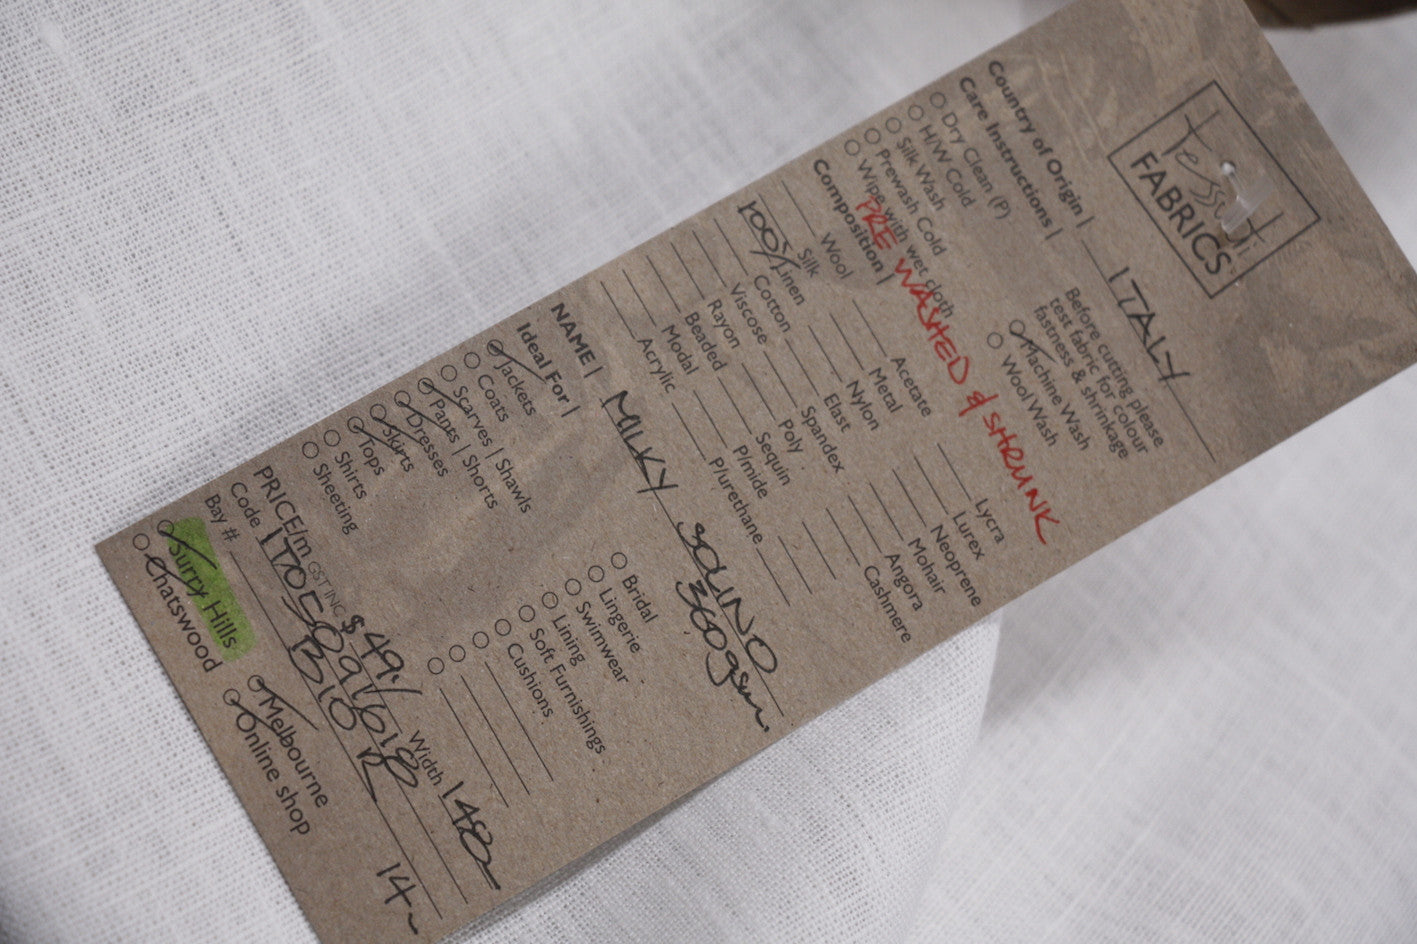 tessuti
FABRICS
Country of Origin | ITALY
Care Instructions |
Before cutting please
test fabric for colour
fastness & shrinkage
Dry Clean (P)
H/W Cold
Silk Wash
Prewash Cold
Wipe with wet cloth
Machine Wash
Wool Wash
PRE WASHED & SHRUNK
Composition |
Wool
Silk
100% Linen
Cotton
Viscose
Rayon
Beaded
Modal
Acrylic
Acetate
Metal
Nylon
Elast
Spandex
Poly
Sequin
P/mide
P/urethane
Lycra
Lurex
Neoprene
Mohair
Angora
Cashmere
NAME | MILKY SOLINO
360gsm
Ideal For |
Jackets
Coats
Scarves | Shawls
Pants | Shorts
Dresses
Skirts
Tops
Shirts
Sheeting
Bridal
Lingerie
Swimwear
Lining
Soft Furnishings
Cushions
PRICE/m GST INC $ 49
Width 148
Code
Bay #
14
Surry Hills
Chatswood
Melbourne
Online shop